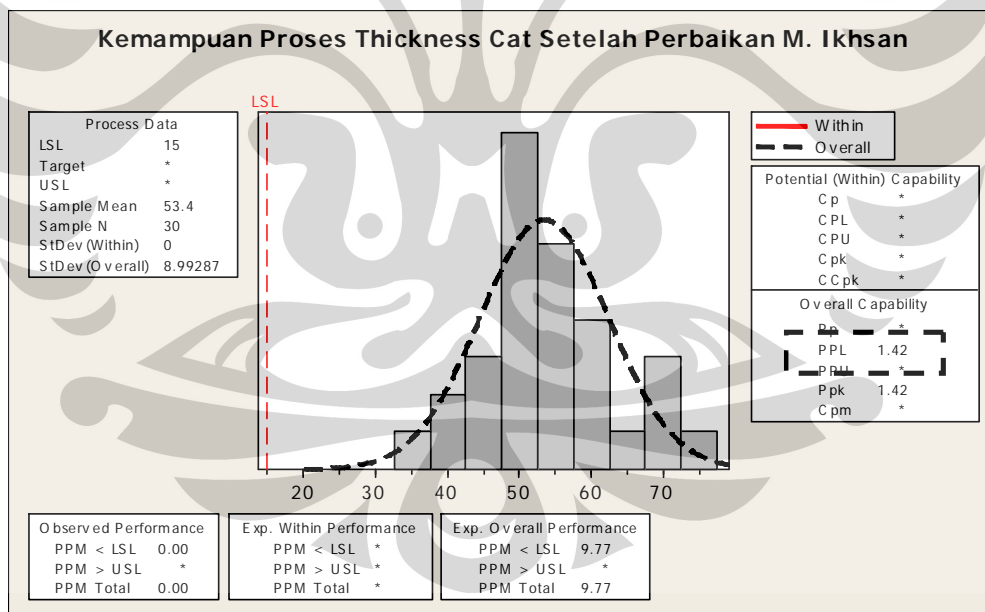 Kemampuan Proses Thickness Cat Setelah Perbaikan M. Ikhsan
LSL
Process Data
LSL 15
Target *
USL *
Sample Mean 53.4
Sample N 30
StDev(Within) 0
StDev(Overall) 8.99287
Within
Overall
Potential (Within) Capability
Cp *
CPL *
CPU *
Cpk *
CCpk *
Overall Capability
Pp *
PPL 1.42
PPU *
Ppk 1.42
Cpm *
20 30 40 50 60 70
Observed Performance
PPM < LSL 0.00
PPM > USL *
PPM Total 0.00
Exp. Within Performance
PPM < LSL *
PPM > USL *
PPM Total *
Exp. Overall Performance
PPM < LSL 9.77
PPM > USL *
PPM Total 9.77